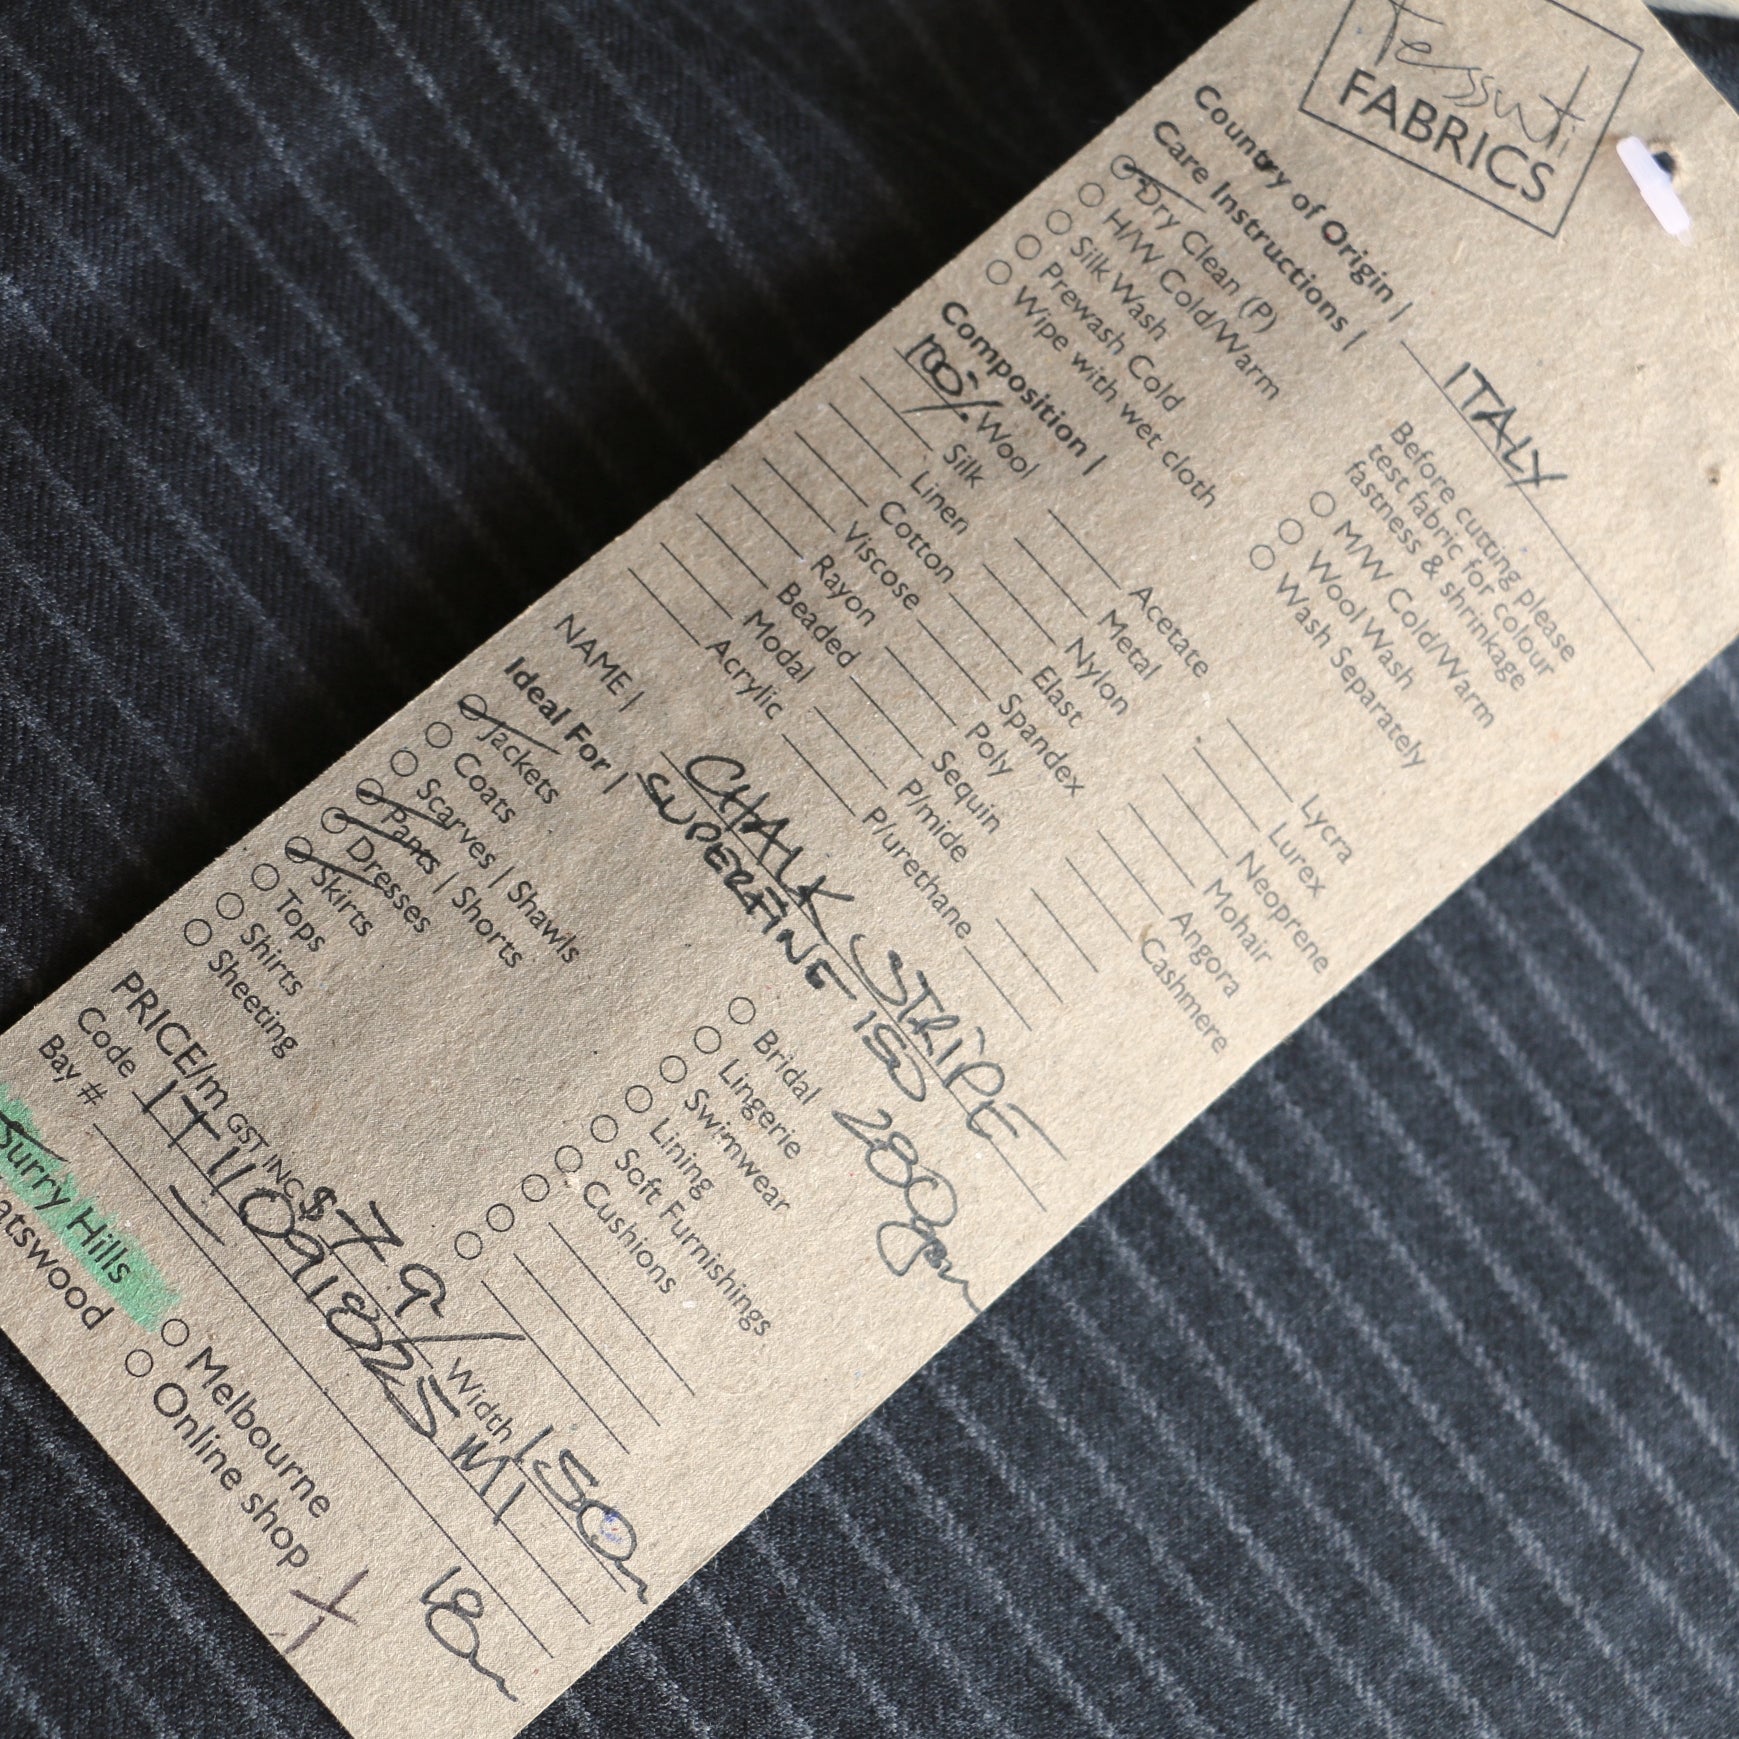 Tessuti
FABRICS
Country of Origin | ITALY
Care Instructions |
Dry Clean (P)
H/W Cold/Warm
Silk Wash
Prewash Cold
Wipe with wet cloth
Before cutting please
test fabric for colour
fastness & shrinkage
M/W Cold/Warm
Wool Wash
Wash Separately
Composition |
100% Wool
Silk
Linen
Cotton
Viscose
Rayon
Beaded
Modal
Acrylic
Acetate
Metal
Nylon
Elast
Spandex
Poly
Sequin
P/mide
P/urethane
Lycra
Lurex
Neoprene
Mohair
Angora
Cashmere
NAME | CHALK STRIPE
SUPERFINE 150 280gsm
Ideal For |
Jackets
Coats
Scarves | Shawls
Pants | Shorts
Dresses
Skirts
Tops
Shirts
Sheeting
Bridal
Lingerie
Swimwear
Lining
Soft Furnishings
Cushions
PRICE/m GST INC $79/ Width 150
Code IT 11091825 M1
Bay # 18m
Surry Hills
Melbourne
Online shop